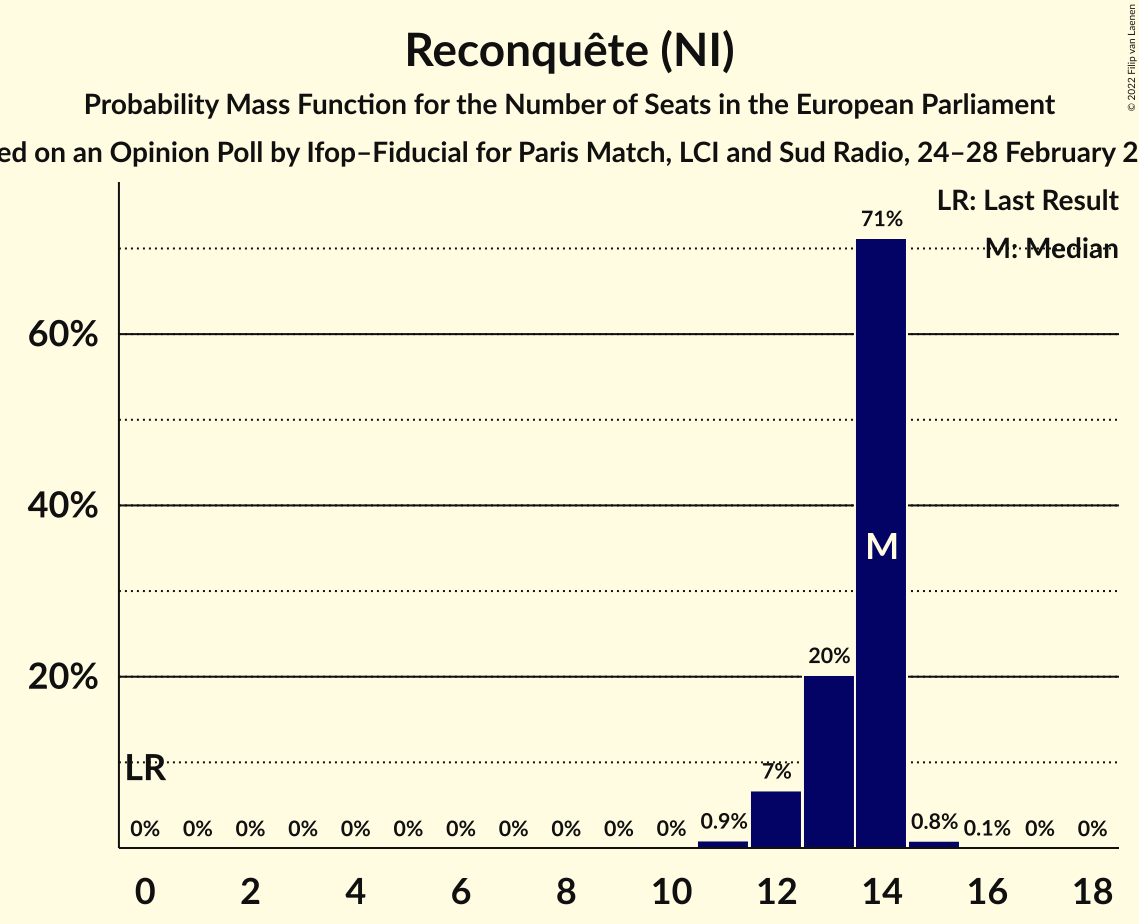 Reconquête (NI)
Probability Mass Function for the Number of Seats in the European Parliament
on an Opinion Poll by Ifop–Fiducial for Paris Match, LCI and Sud Radio, 24–28 February
© 2022 Filip van Laenen
LR: Last Result
M: Median
71%
60%
40%
M
20%
20%
LR
7%
0% 0% 0% 0% 0% 0% 0% 0% 0% 0% 0% 0.9% 0.8% 0.1% 0% 0%
0 2 4 6 8 10 12 14 16 18